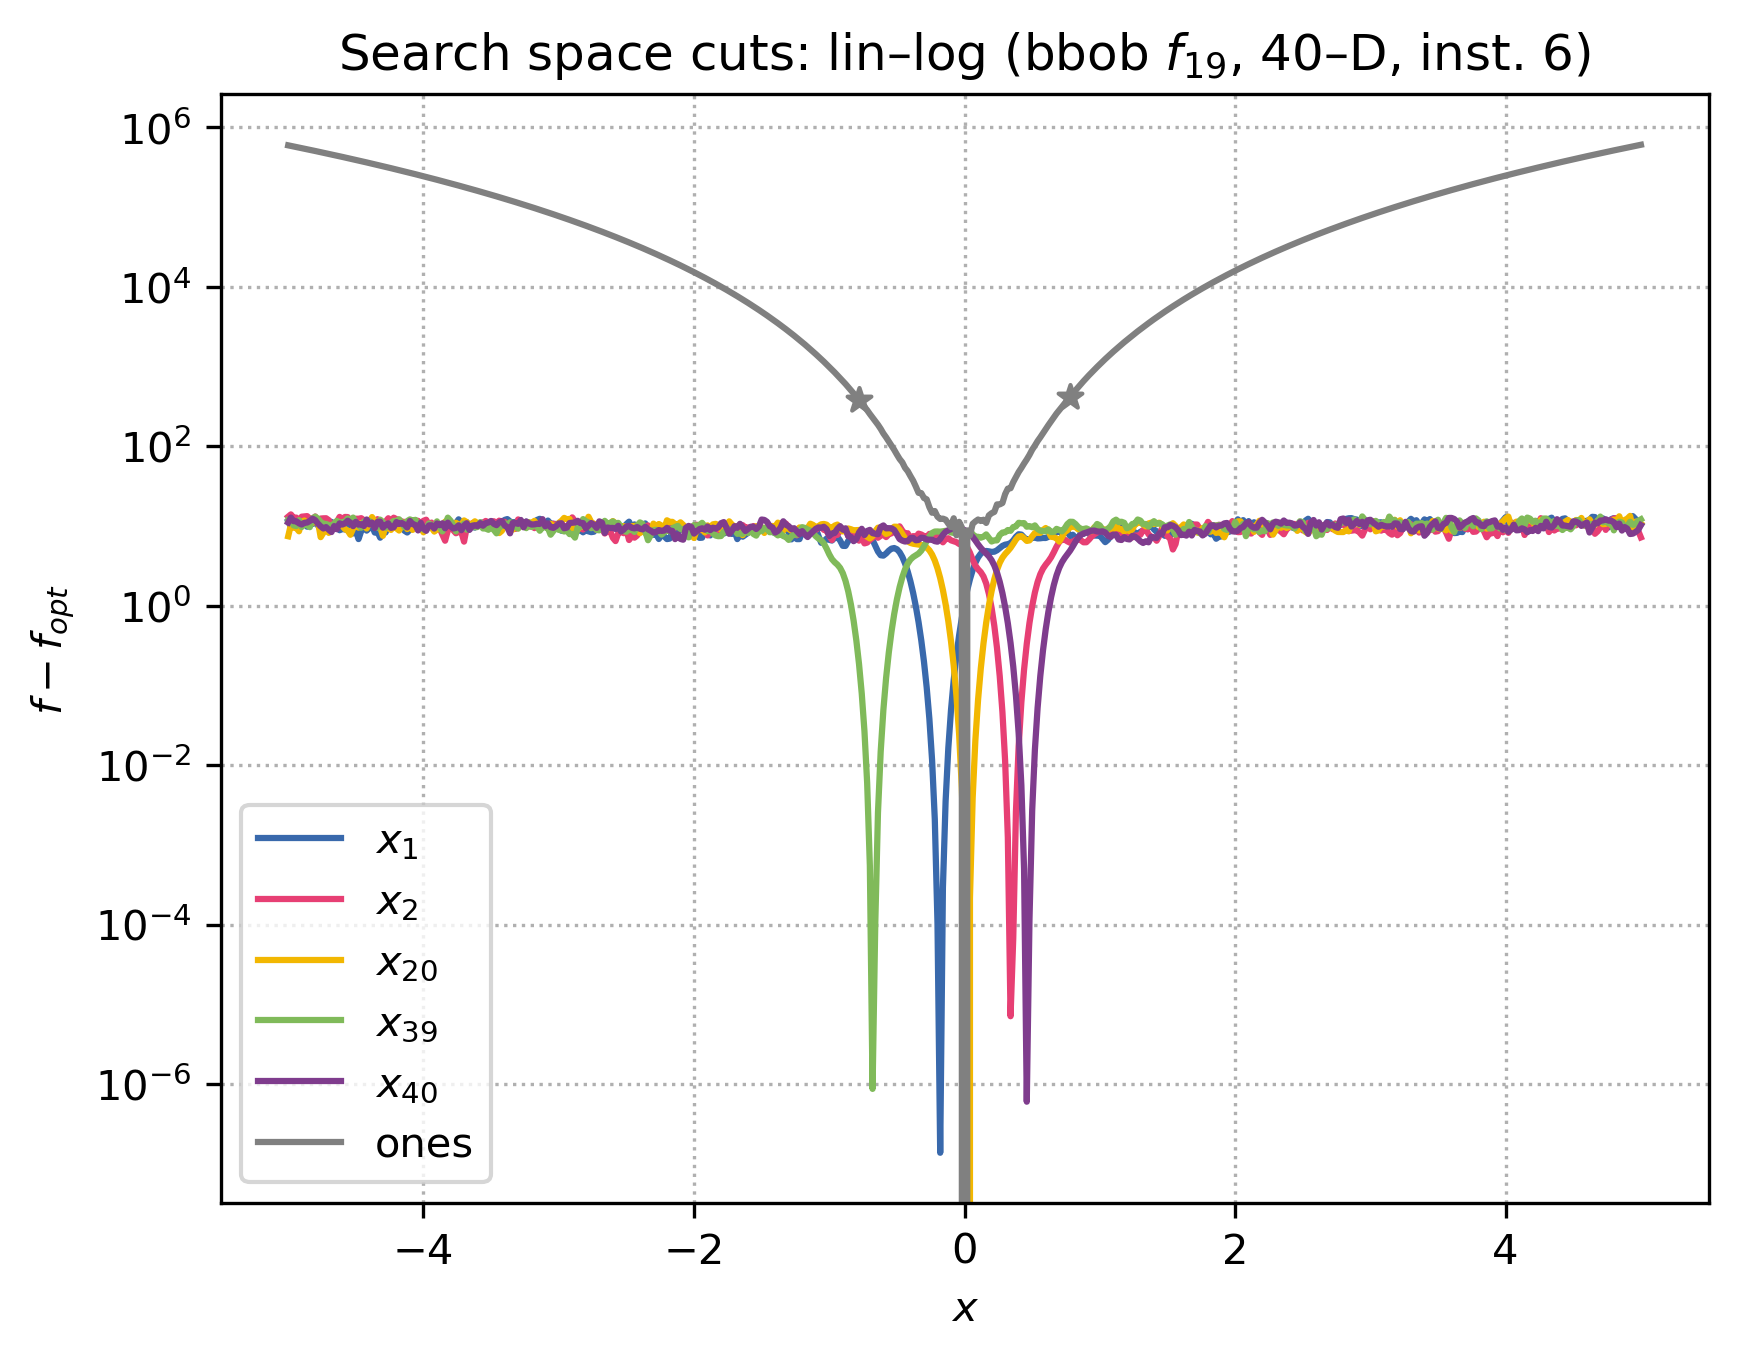 Search space cuts: lin–log (bbob f19, 40–D, inst. 6)
10^6
10^4
10^2
10^0
10^−2
10^−4
10^−6
f − fopt
x1
x2
x20
x39
x40
ones
−4 −2 0 2 4
x